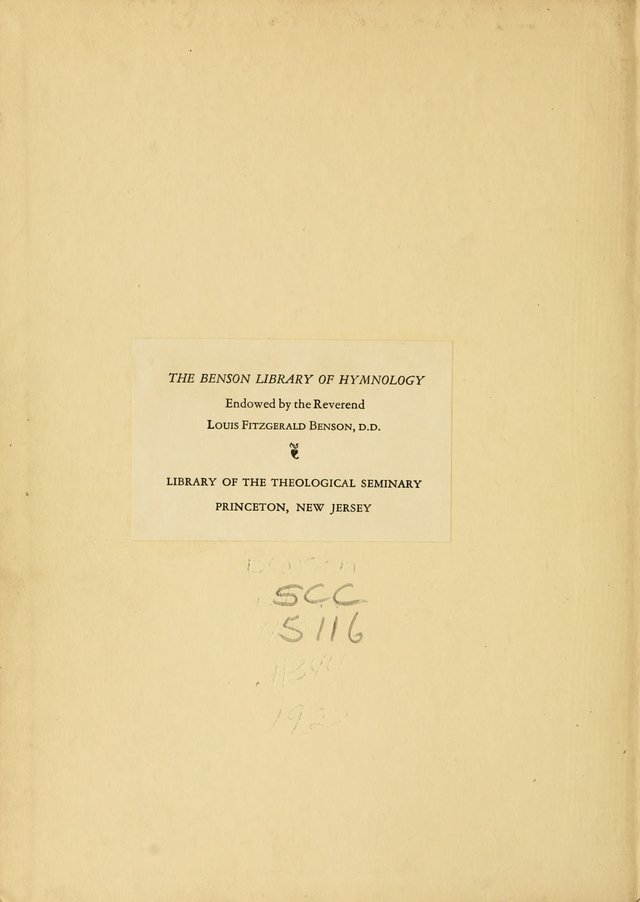 THE BENSON LIBRARY OF HYMNOLOGY
Endowed by the Reverend
LOUIS FITZGERALD BENSON, D.D.
LIBRARY OF THE THEOLOGICAL SEMINARY
PRINCETON, NEW JERSEY
SCC
5116